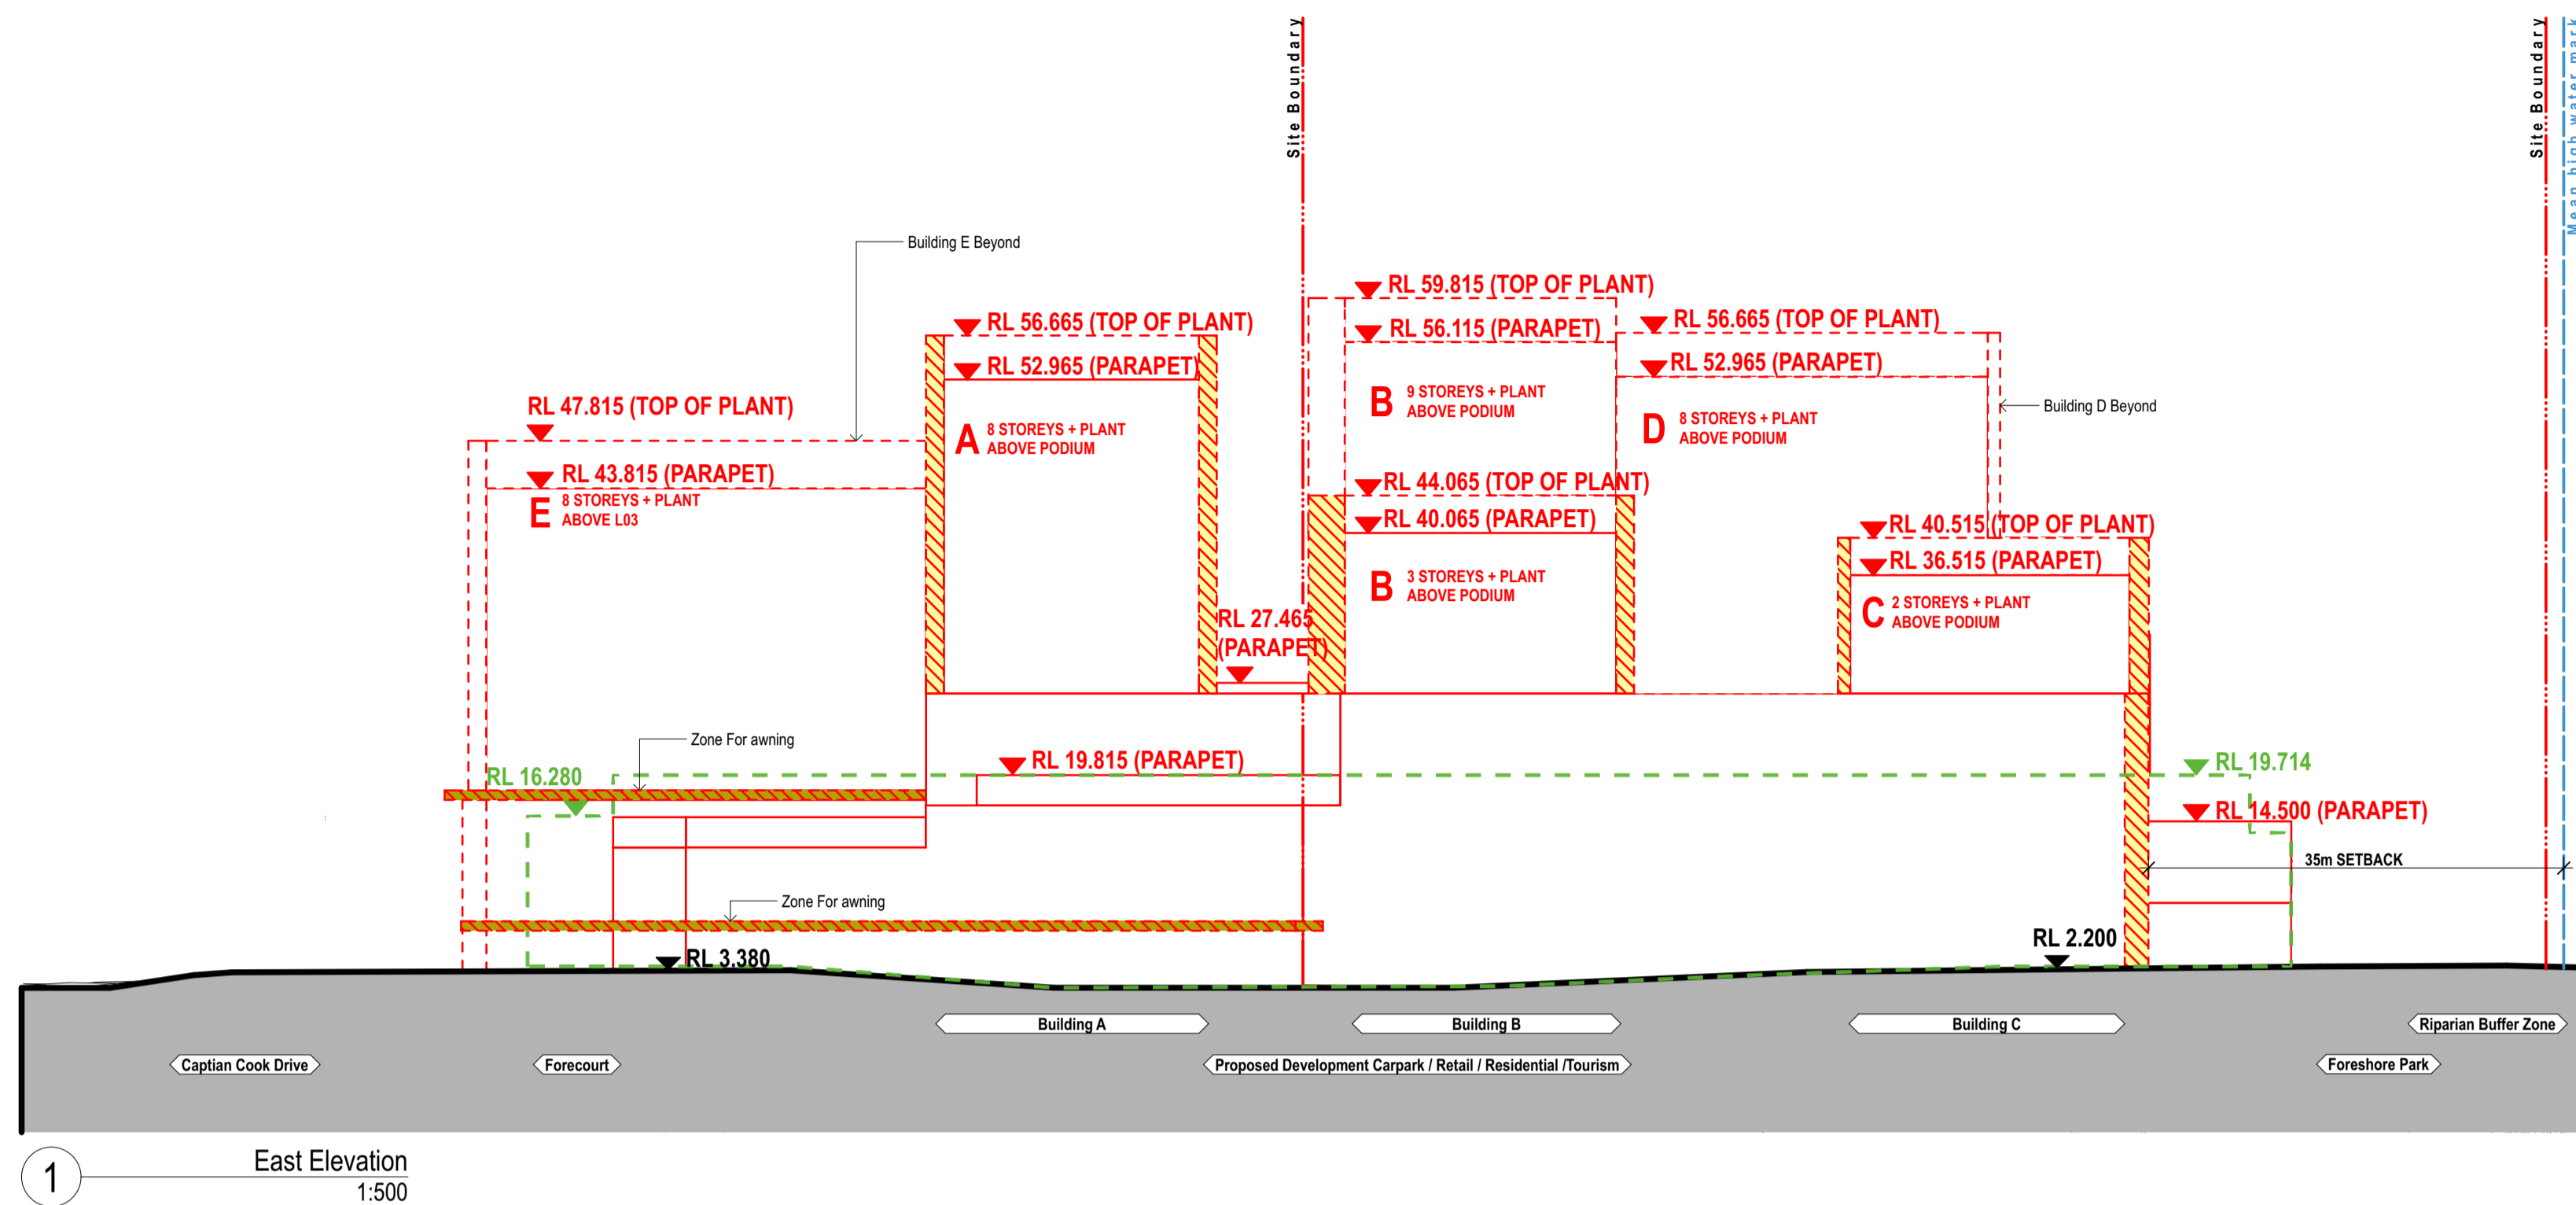 Site Boundary
Site Boundary
Mean high water mark
Building E Beyond
RL 59.815 (TOP OF PLANT)
RL 56.665 (TOP OF PLANT)
RL 56.115 (PARAPET)
RL 56.665 (TOP OF PLANT)
RL 52.965 (PARAPET)
RL 52.965 (PARAPET)
RL 47.815 (TOP OF PLANT)
B 9 STOREYS + PLANT
ABOVE PODIUM
Building D Beyond
A 8 STOREYS + PLANT
ABOVE PODIUM
D 8 STOREYS + PLANT
ABOVE PODIUM
RL 43.815 (PARAPET)
E 8 STOREYS + PLANT
ABOVE L03
RL 44.065 (TOP OF PLANT)
RL 40.065 (PARAPET)
RL 40.515 (TOP OF PLANT)
RL 36.515 (PARAPET)
B 3 STOREYS + PLANT
ABOVE PODIUM
C 2 STOREYS + PLANT
ABOVE PODIUM
RL 27.465
(PARAPET)
Zone For awning
RL 16.280
RL 19.815 (PARAPET)
RL 19.714
RL 14.500 (PARAPET)
35m SETBACK
Zone For awning
RL 3.380
RL 2.200
Building A
Building B
Building C
Riparian Buffer Zone
Captian Cook Drive
Forecourt
Proposed Development Carpark / Retail / Residential /Tourism
Foreshore Park
1
East Elevation
1:500